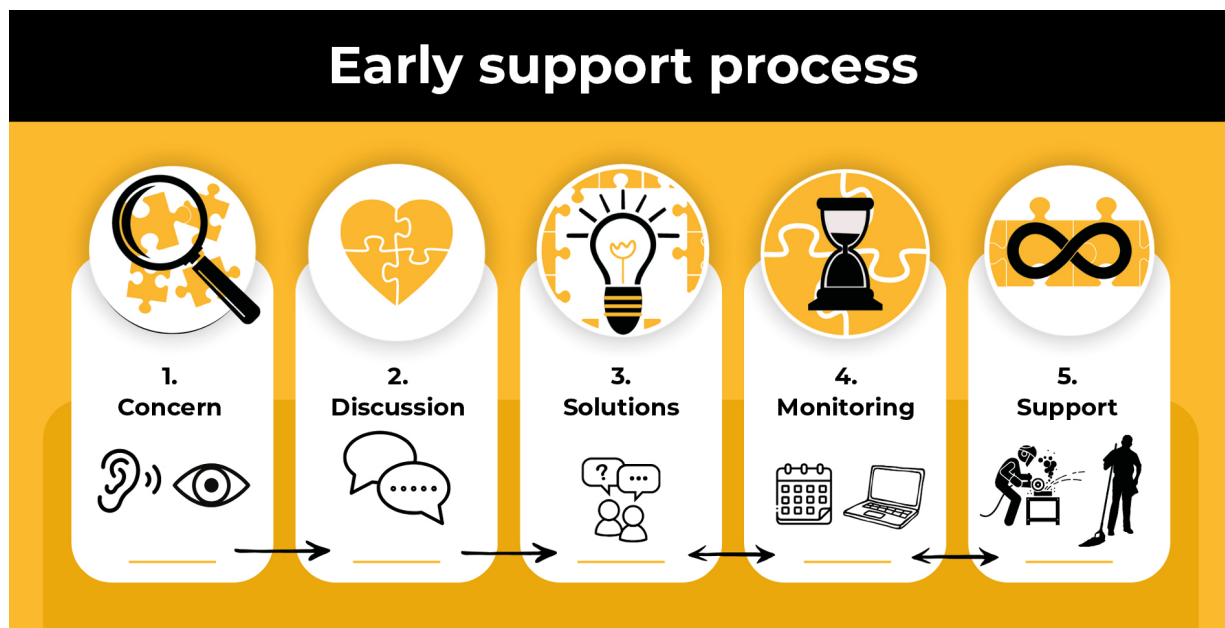 Early support process
1.
Concern
2.
Discussion
3.
Solutions
?
4.
Monitoring
5.
Support